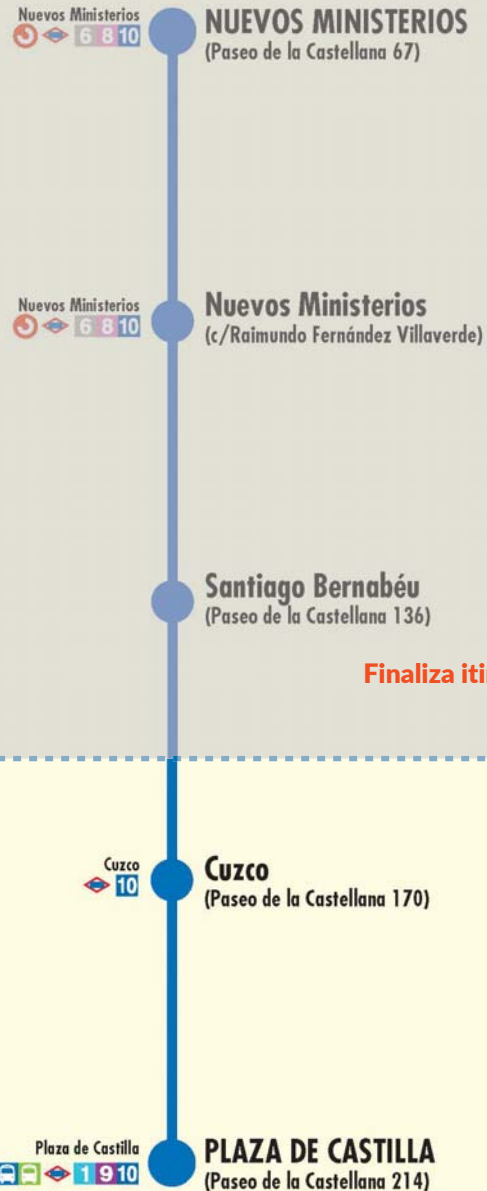 Nuevos Ministerios
6 8 10
NUEVOS MINISTERIOS
(Paseo de la Castellana 67)
Nuevos Ministerios
6 8 10
Nuevos Ministerios
(c/Raimundo Fernández Villaverde)
Santiago Bernabéu
(Paseo de la Castellana 136)
Finaliza iti
Cuzco
10
Cuzco
(Paseo de la Castellana 170)
Plaza de Castilla
1 9 10
PLAZA DE CASTILLA
(Paseo de la Castellana 214)